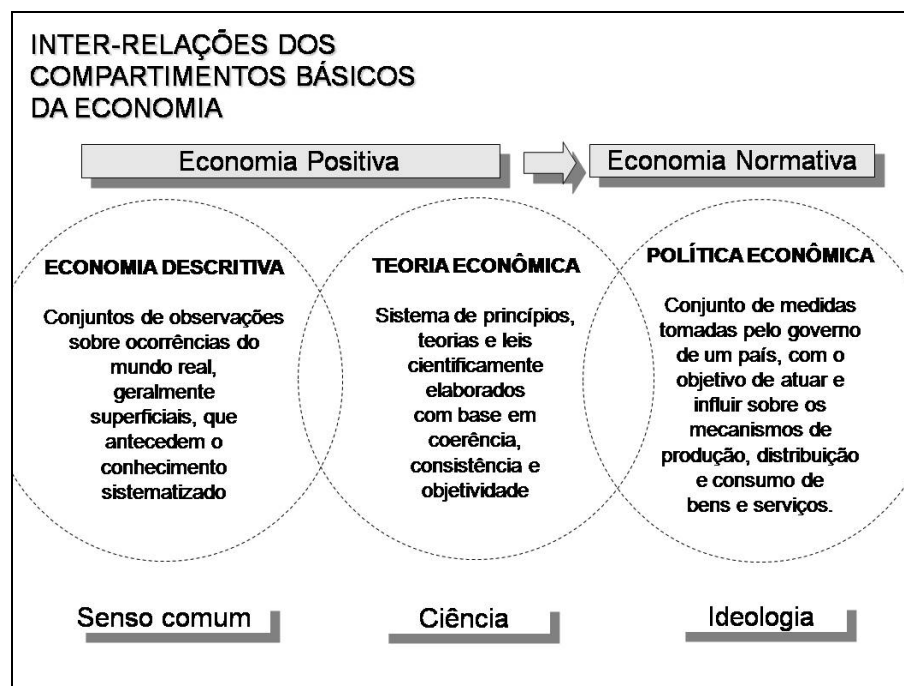 INTER-RELAÇÕES DOS
COMPARTIMENTOS BÁSICOS
DA ECONOMIA
Economia Positiva
Economia Normativa
ECONOMIA DESCRITIVA
Conjuntos de observações
sobre ocorrências do
mundo real,
geralmente
superficiais, que
antecedem o
conhecimento
sistematizado
TEORIA ECONÔMICA
Sistema de princípios,
teorias e leis
cientificamente
elaborados
com base em
coerência,
consistência e
objetividade
POLÍTICA ECONÔMICA
Conjunto de medidas
tomadas pelo governo
de um país, com o
objetivo de atuar e
influir sobre os
mecanismos de
produção, distribuição
e consumo de
bens e serviços.
Senso comum
Ciência
Ideologia